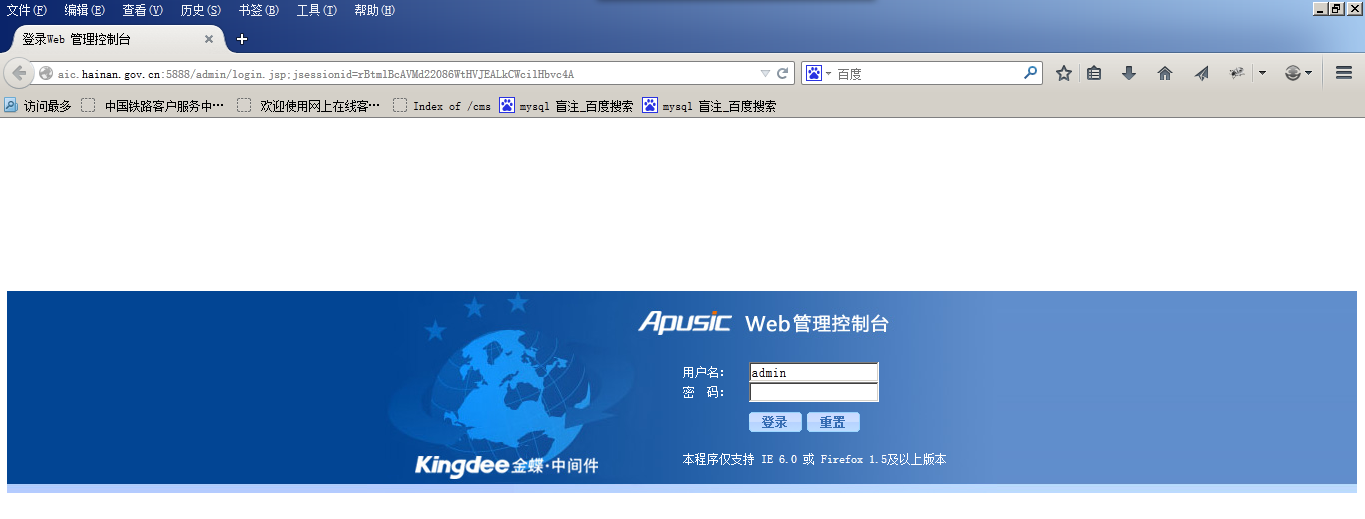 文件(F) 编辑(E) 查看(V) 历史(S) 书签(B) 工具(T) 帮助(H)
登录Web 管理控制台
aic.hainan.gov.cn:5888/admin/login.jsp;jsessionid=rBtmlBcAVMd22O86WtHVJEALkCWcilHbvc4A 百度
访问最多 中国铁路客户服务中… 欢迎使用网上在线客… Index of /cms mysql 盲注_百度搜索 mysql 盲注_百度搜索
Apusic Web管理控制台
用户名： admin
密 码：
登录 重置
本程序仅支持 IE 6.0 或 Firefox 1.5及以上版本
Kingdee 金蝶·中间件